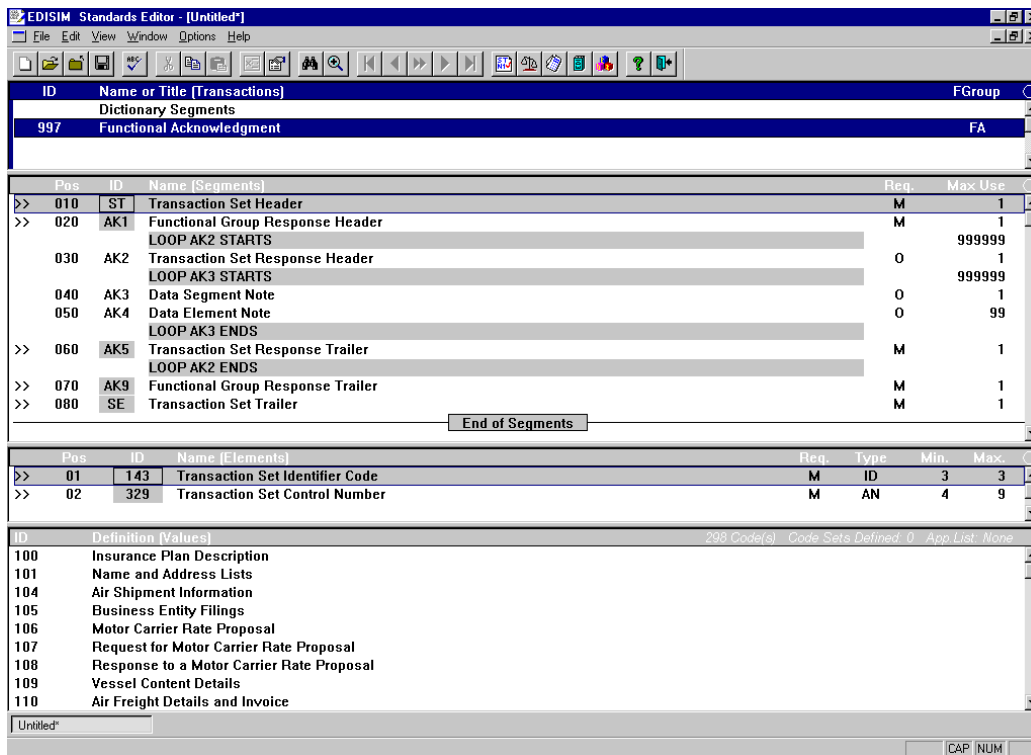 EDISIM Standards Editor - [Untitled*]
File Edit View Window Options Help
ID Name or Title (Transactions) FGroup
Dictionary Segments
997 Functional Acknowledgment FA
Pos ID Name (Segments) Req. Max Use
>> 010 ST Transaction Set Header M 1
>> 020 AK1 Functional Group Response Header M 1
LOOP AK2 STARTS 999999
030 AK2 Transaction Set Response Header O 1
LOOP AK3 STARTS 999999
040 AK3 Data Segment Note O 1
050 AK4 Data Element Note O 99
LOOP AK3 ENDS
>> 060 AK5 Transaction Set Response Trailer M 1
LOOP AK2 ENDS
>> 070 AK9 Functional Group Response Trailer M 1
>> 080 SE Transaction Set Trailer M 1
End of Segments
Pos ID Name (Elements) Req. Type Min. Max.
>> 01 143 Transaction Set Identifier Code M ID 3 3
>> 02 329 Transaction Set Control Number M AN 4 9
ID Definition (Values) 298 Code(s) Code Sets Defined: 0 App.List: None
100 Insurance Plan Description
101 Name and Address Lists
104 Air Shipment Information
105 Business Entity Filings
106 Motor Carrier Rate Proposal
107 Request for Motor Carrier Rate Proposal
108 Response to a Motor Carrier Rate Proposal
109 Vessel Content Details
110 Air Freight Details and Invoice
Untitled*
CAP NUM